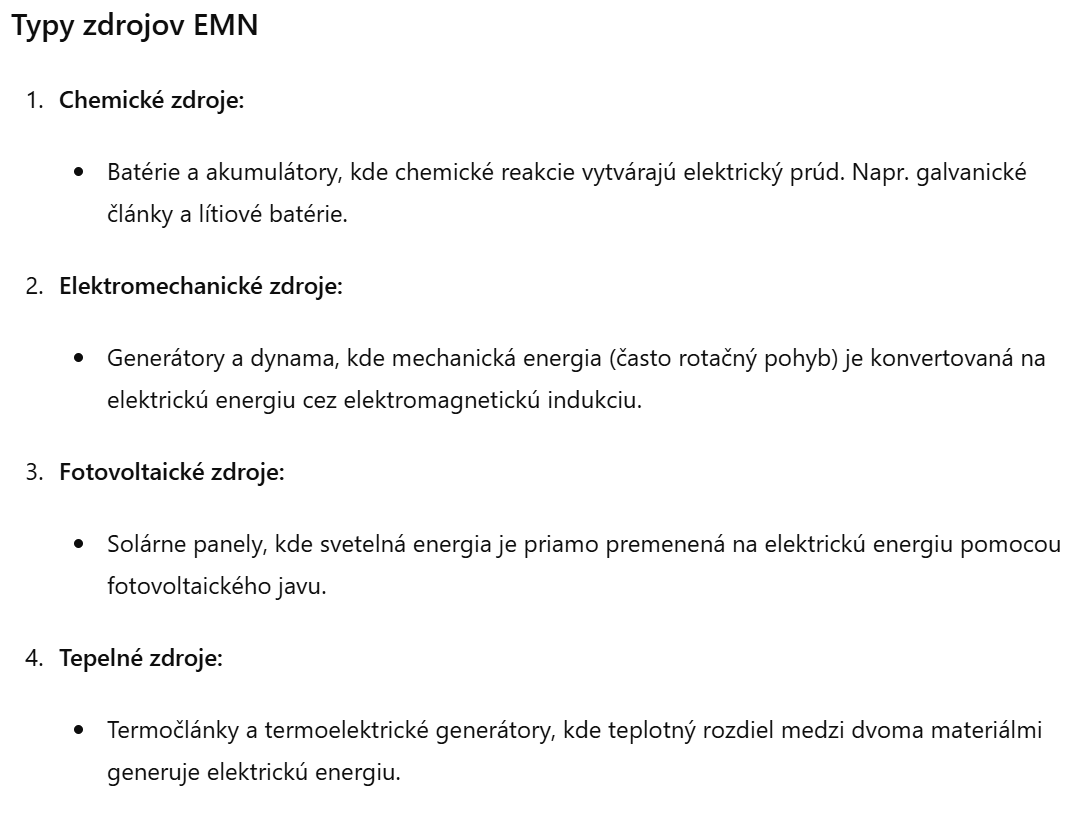 Typy zdrojov EMN
1. Chemické zdroje:
• Batérie a akumulátory, kde chemické reakcie vytvárajú elektrický prúd. Napr. galvanické
články a lítiové batérie.
2. Elektromechanické zdroje:
• Generátory a dynama, kde mechanická energia (často rotačný pohyb) je konvertovaná na
elektrickú energiu cez elektromagnetickú indukciu.
3. Fotovoltaické zdroje:
• Solárne panely, kde svetelná energia je priamo premenená na elektrickú energiu pomocou
fotovoltaického javu.
4. Tepelné zdroje:
• Termočlánky a termoelektrické generátory, kde teplotný rozdiel medzi dvoma materiálmi
generuje elektrickú energiu.